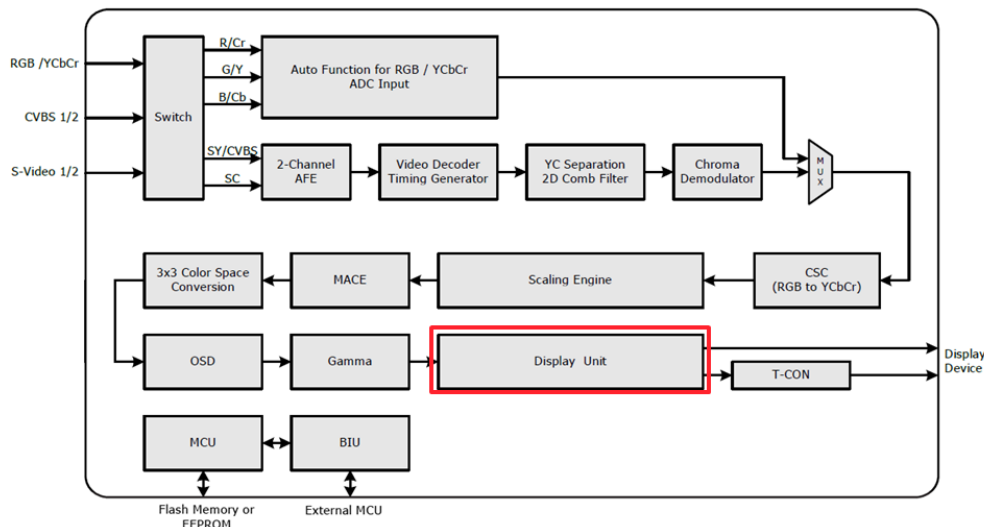 RGB /YCbCr
CVBS 1/2
S-Video 1/2
Switch
R/Cr
G/Y
B/Cb
SY/CVBS
SC
Auto Function for RGB / YCbCr
ADC Input
2-Channel
AFE
Video Decoder
Timing Generator
YC Separation
2D Comb Filter
Chroma
Demodulator
M
U
X
3x3 Color Space
Conversion
MACE
Scaling Engine
CSC
(RGB to YCbCr)
OSD
Gamma
Display Unit
T-CON
Display
Device
MCU
BIU
Flash Memory or
EEPROM
External MCU